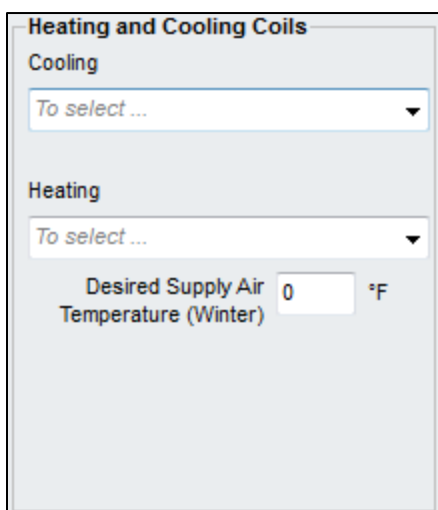 Heating and Cooling Coils
Cooling
To select ...
Heating
To select ...
Desired Supply Air 0 °F
Temperature (Winter)